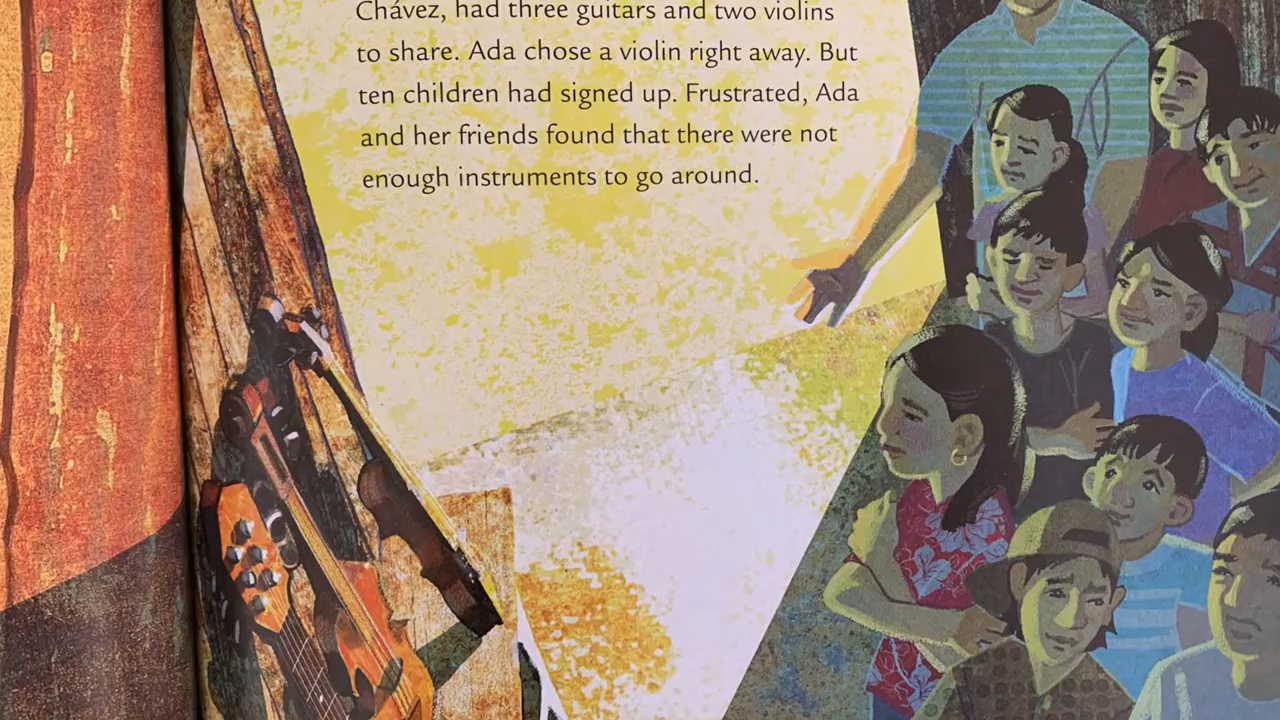 Chávez, had three guitars and two violins
to share. Ada chose a violin right away. But
ten children had signed up. Frustrated, Ada
and her friends found that there were not
enough instruments to go around.